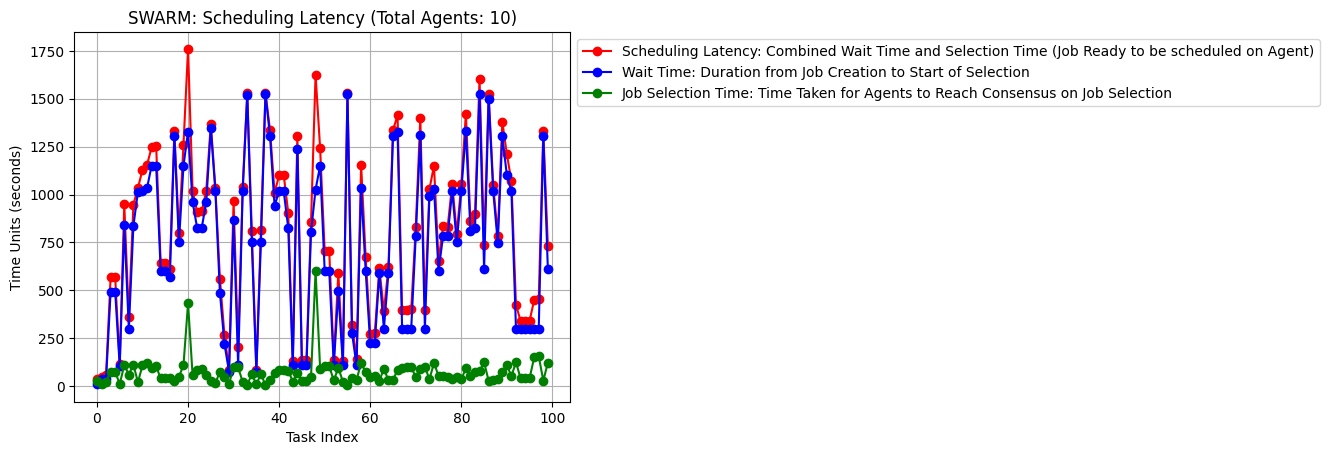 SWARM: Scheduling Latency (Total Agents: 10)
Scheduling Latency: Combined Wait Time and Selection Time (Job Ready to be scheduled on Agent)
Wait Time: Duration from Job Creation to Start of Selection
Job Selection Time: Time Taken for Agents to Reach Consensus on Job Selection
Time Units (seconds)
1750
1500
1250
1000
750
500
250
0
0 20 40 60 80 100
Task Index